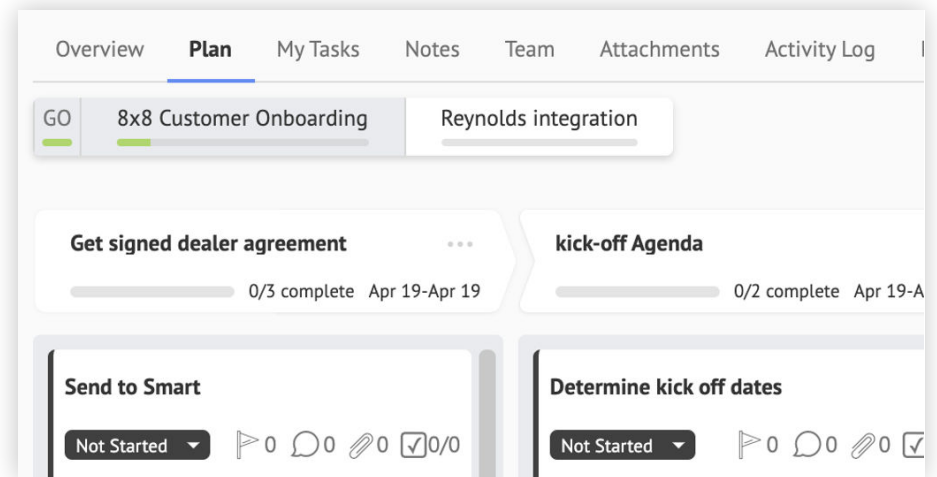 Overview Plan My Tasks Notes Team Attachments Activity Log
GO 8x8 Customer Onboarding Reynolds integration
Get signed dealer agreement ... kick-off Agenda
0/3 complete Apr 19-Apr 19 0/2 complete Apr 19-A
Send to Smart Determine kick off dates
Not Started 0 0 0 0/0 Not Started 0 0 0